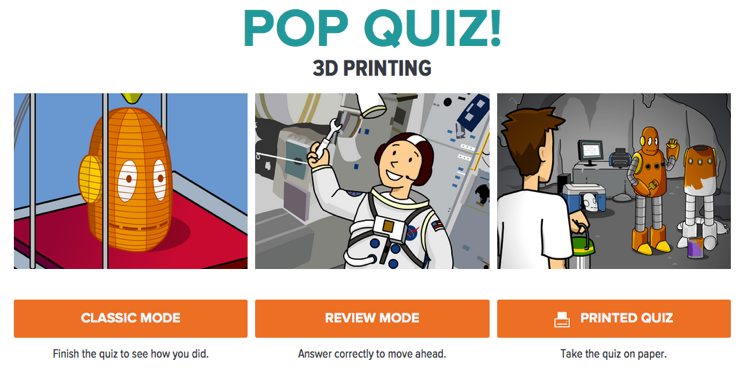 POP QUIZ!
3D PRINTING
CLASSIC MODE
REVIEW MODE
PRINTED QUIZ
Finish the quiz to see how you did.
Answer correctly to move ahead.
Take the quiz on paper.